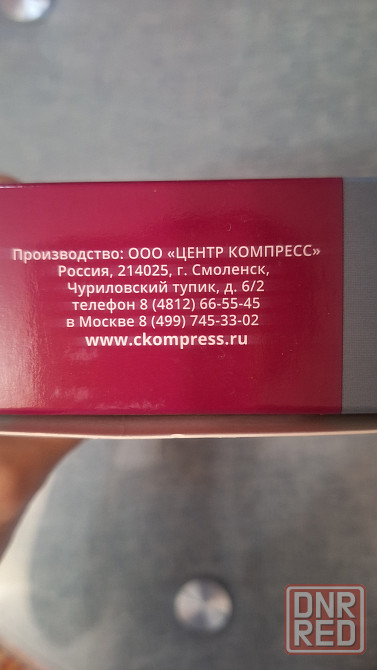 Производство: ООО «ЦЕНТР КОМПРЕСС»
Россия, 214025, г. Смоленск,
Чуриловский тупик, д. 6/2
телефон 8 (4812) 66-55-45
в Москве 8 (499) 745-33-02
www.ckompress.ru
DNR
RED